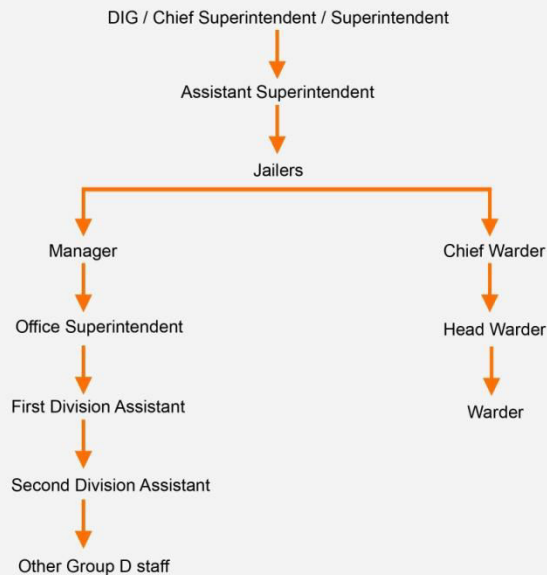 DIG / Chief Superintendent / Superintendent
Assistant Superintendent
Jailers
Manager
Chief Warder
Office Superintendent
Head Warder
First Division Assistant
Warder
Second Division Assistant
Other Group D staff